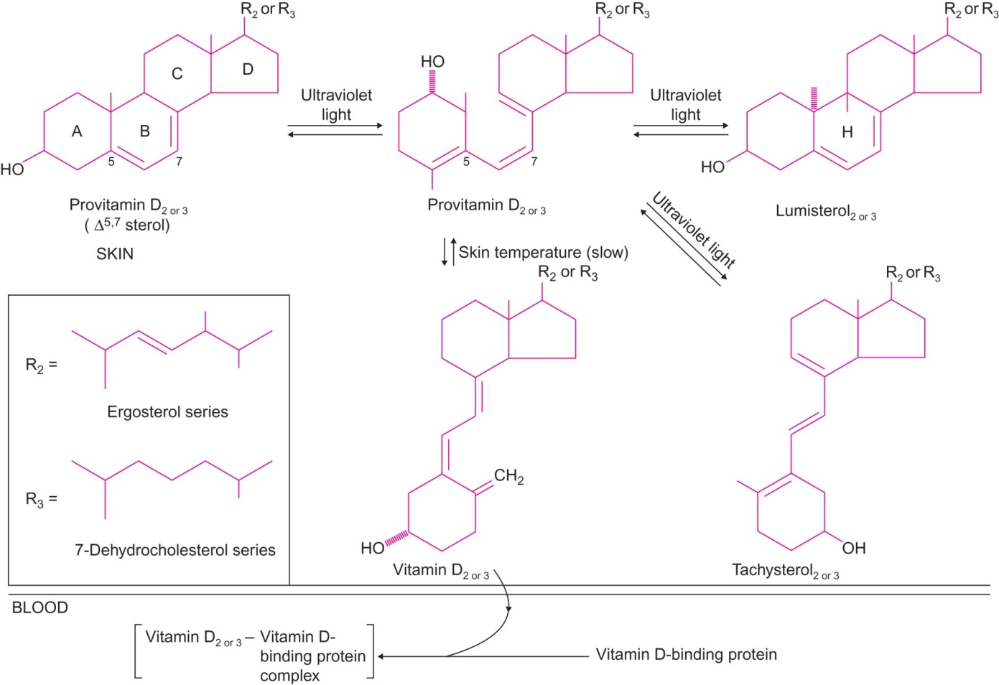 R2 or R3
R2 or R3
R2 or R3
HO
C
D
Ultraviolet
light
Ultraviolet
light
A
B
H
5
7
5
7
HO
HO
Provitamin D2 or 3
( Δ5,7 sterol)
SKIN
Provitamin D2 or 3
Lumisterol2 or 3
Ultraviolet light
Skin temperature (slow)
R2 or R3
R2 or R3
R2 =
Ergosterol series
R3 =
7-Dehydrocholesterol series
CH2
HO
OH
Vitamin D2 or 3
Tachysterol2 or 3
BLOOD
Vitamin D2 or 3 – Vitamin D-
binding protein
complex
Vitamin D-binding protein